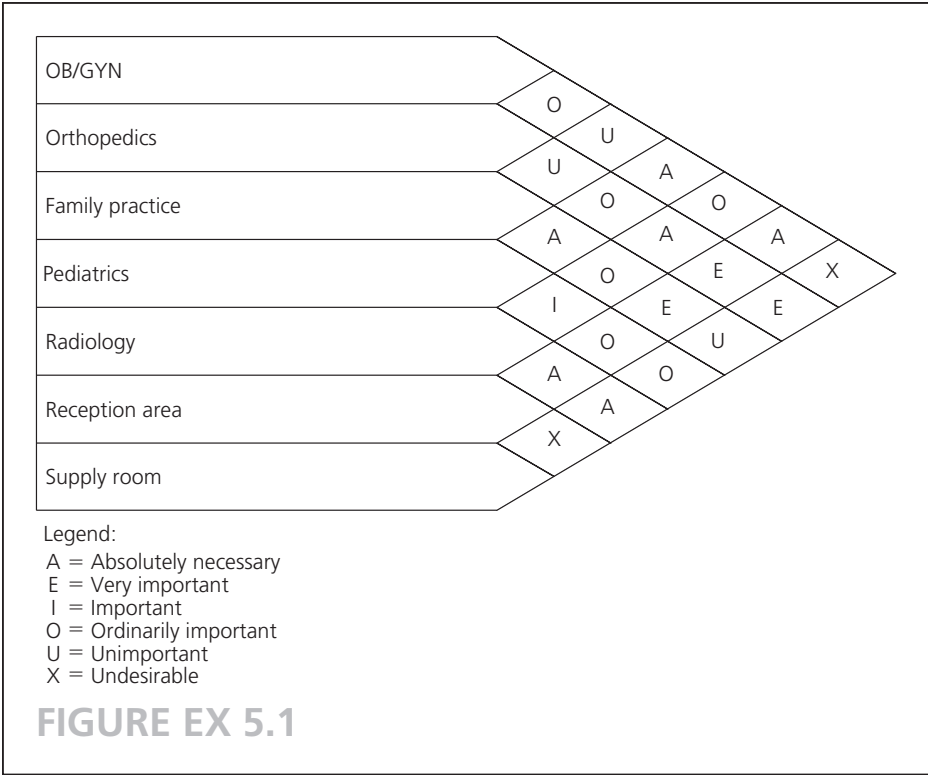 OB/GYN
O
Orthopedics
U
U
A
Family practice
O
O
A
A
A
Pediatrics
O
E
X
I
E
E
Radiology
O
U
A
O
Reception area
A
X
Supply room
Legend:
A = Absolutely necessary
E = Very important
I = Important
O = Ordinarily important
U = Unimportant
X = Undesirable
FIGURE EX 5.1